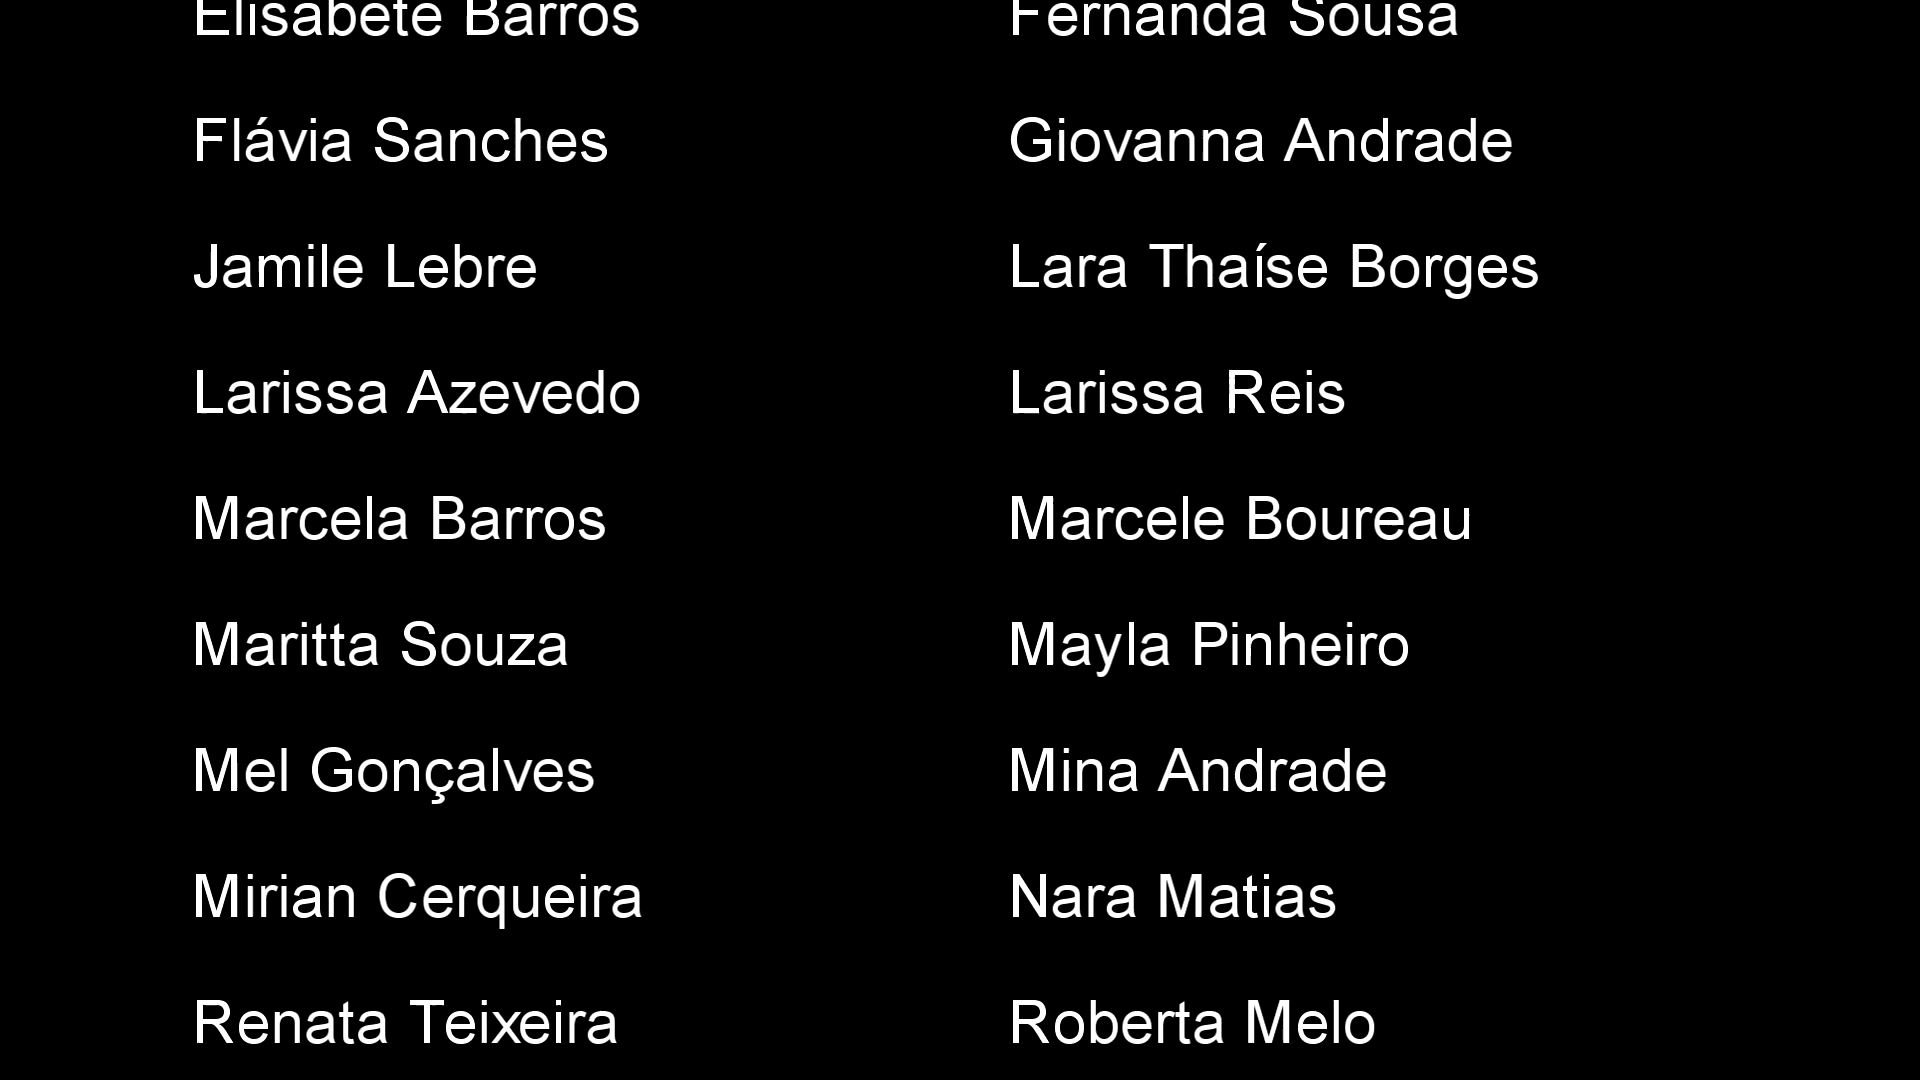 Elisabete Barros Fernanda Sousa
Flávia Sanches Giovanna Andrade
Jamile Lebre Lara Thaíse Borges
Larissa Azevedo Larissa Reis
Marcela Barros Marcele Boureau
Maritta Souza Mayla Pinheiro
Mel Gonçalves Mina Andrade
Mirian Cerqueira Nara Matias
Renata Teixeira Roberta Melo